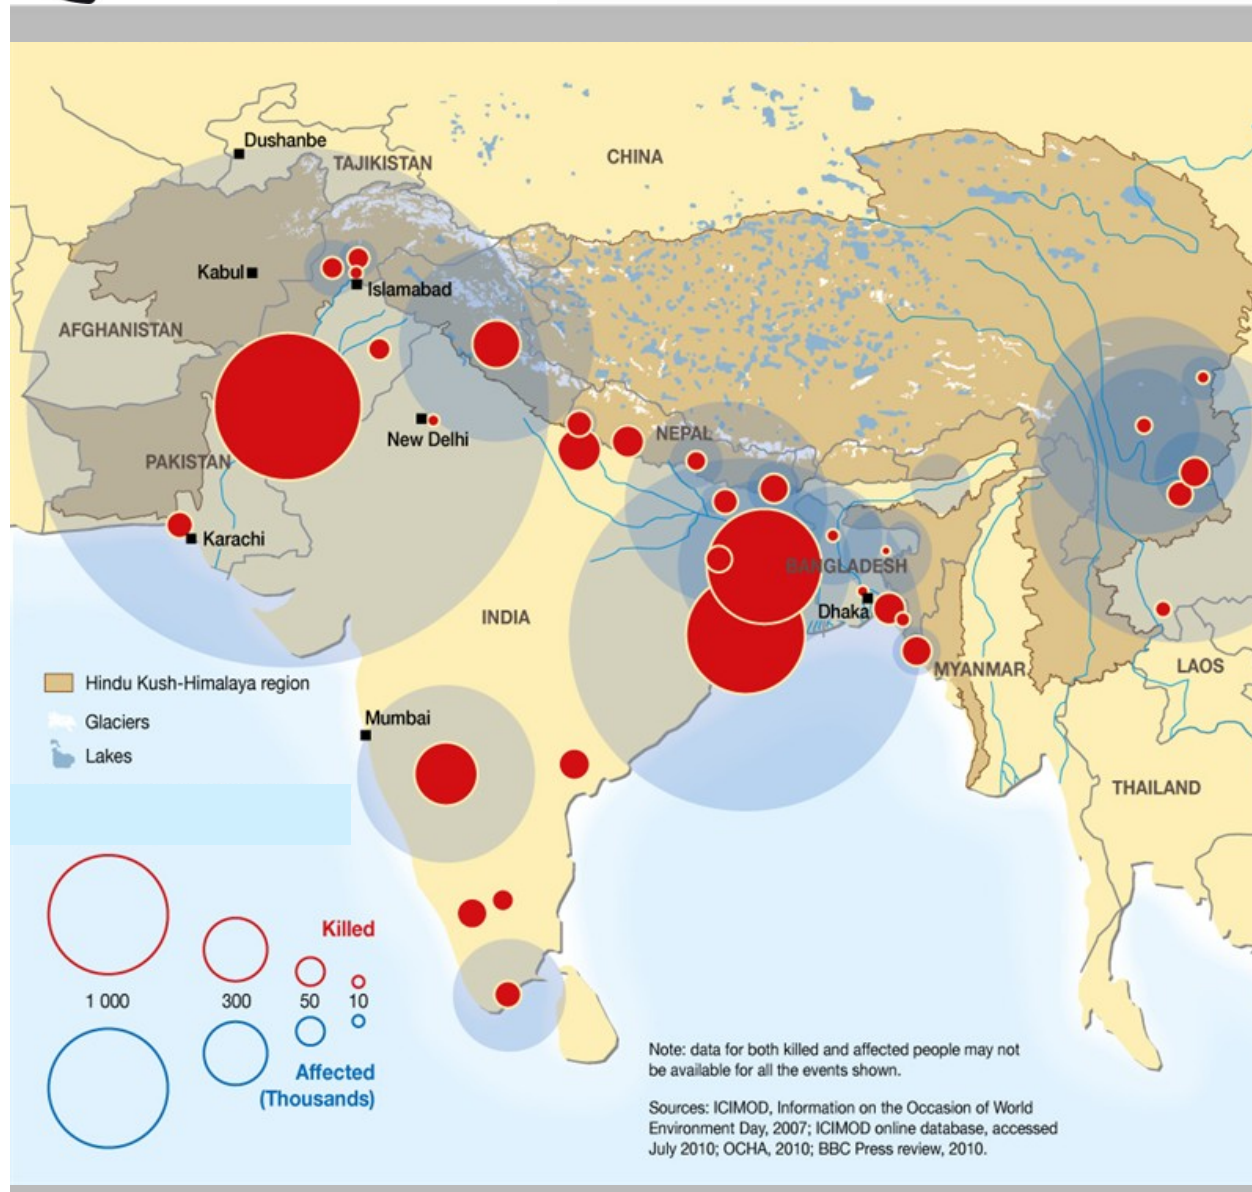 Dushanbe
TAJIKISTAN
CHINA
Kabul
Islamabad
AFGHANISTAN
New Delhi
NEPAL
PAKISTAN
Karachi
BANGLADESH
Dhaka
INDIA
MYANMAR
LAOS
Hindu Kush-Himalaya region
Glaciers
Lakes
Mumbai
THAILAND
Killed
1 000 300 50 10
Affected
(Thousands)
Note: data for both killed and affected people may not
be available for all the events shown.
Sources: ICIMOD, Information on the Occasion of World
Environment Day, 2007; ICIMOD online database, accessed
July 2010; OCHA, 2010; BBC Press review, 2010.